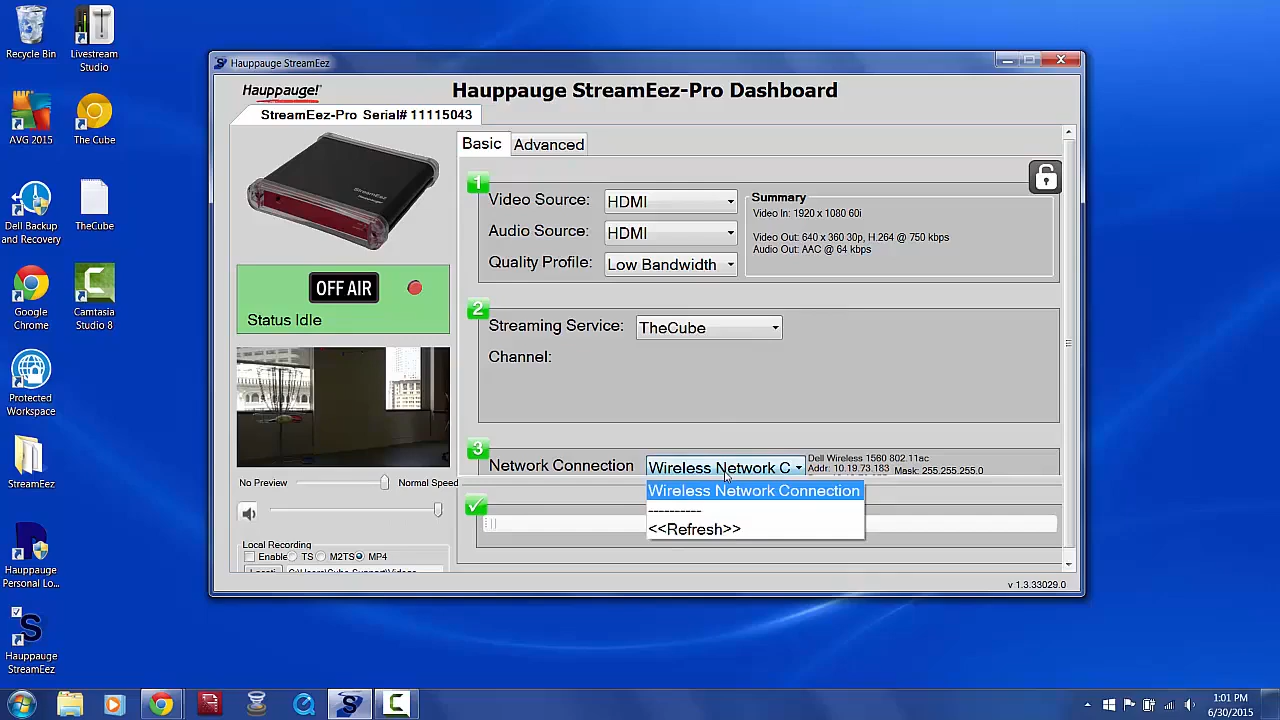 Recycle Bin
Livestream
Studio
AVG 2015
The Cube
Dell Backup
and Recovery
TheCube
Google
Chrome
Camtasia
Studio 8
Protected
Workspace
StreamEez
Hauppauge
Personal Lo...
Hauppauge
StreamEez
Hauppauge StreamEez
Hauppauge!
Hauppauge StreamEez-Pro Dashboard
StreamEez-Pro Serial# 11115043
StreamEez
OFF AIR
Status Idle
No Preview
Normal Speed
Local Recording
Enable TS M2TS MP4
Basic Advanced
1
Video Source: HDMI
Audio Source: HDMI
Quality Profile: Low Bandwidth
Summary
Video In: 1920 x 1080 60i
Video Out: 640 x 360 30p, H.264 @ 750 kbps
Audio Out: AAC @ 64 kbps
2
Streaming Service: TheCube
Channel:
3
Network Connection Wireless Network C
Dell Wireless 1560 802.11ac
Addr: 10.19.73.183 Mask: 255.255.255.0
Wireless Network Connection
----------
<<Refresh>>
v 1.3.33029.0
1:01 PM
6/30/2015